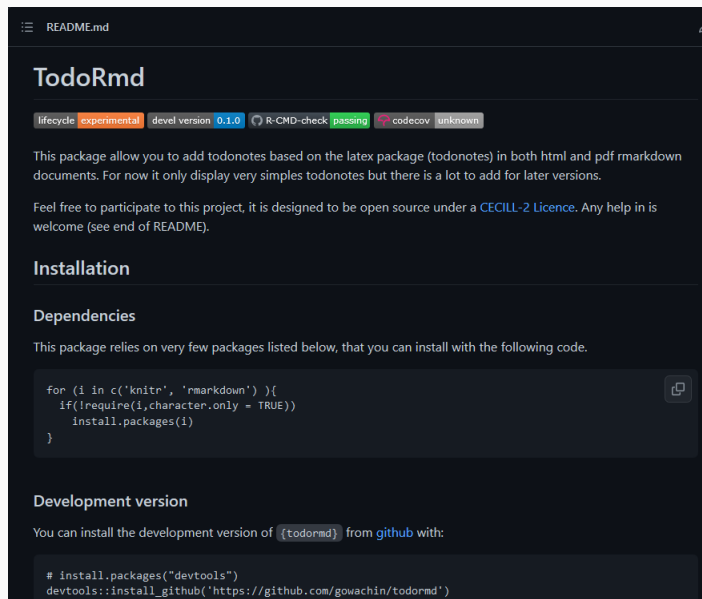 README.md
TodoRmd
lifecycle experimental devel version 0.1.0 R-CMD-check passing codecov unknown
This package allow you to add todonotes based on the latex package (todonotes) in both html and pdf rmarkdown
documents. For now it only display very simples todonotes but there is a lot to add for later versions.
Feel free to participate to this project, it is designed to be open source under a CECILL-2 Licence. Any help in is
welcome (see end of README).
Installation
Dependencies
This package relies on very few packages listed below, that you can install with the following code.
for (i in c('knitr', 'rmarkdown') ){
  if(!require(i,character.only = TRUE))
    install.packages(i)
}
Development version
You can install the development version of {todormd} from github with:
# install.packages("devtools")
devtools::install_github('https://github.com/gowachin/todormd')